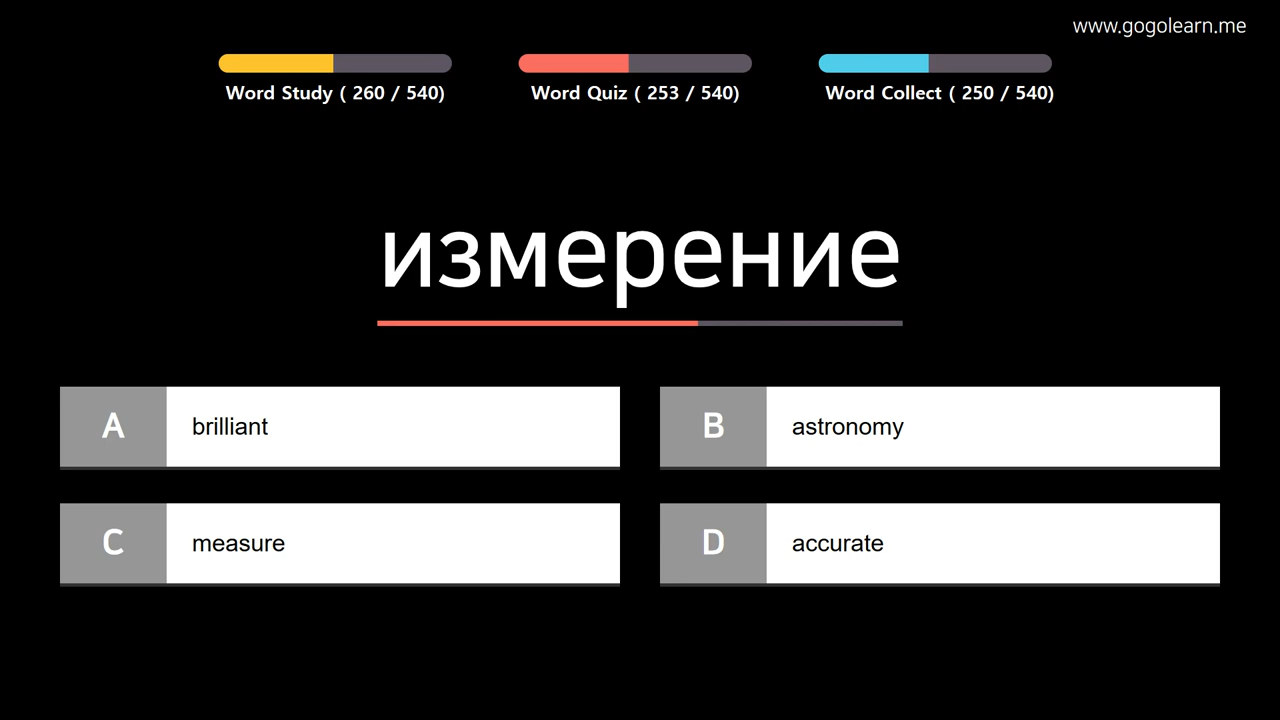 www.gogolearn.me
Word Study ( 260 / 540)
Word Quiz ( 253 / 540)
Word Collect ( 250 / 540)
измерение
A brilliant
B astronomy
C measure
D accurate